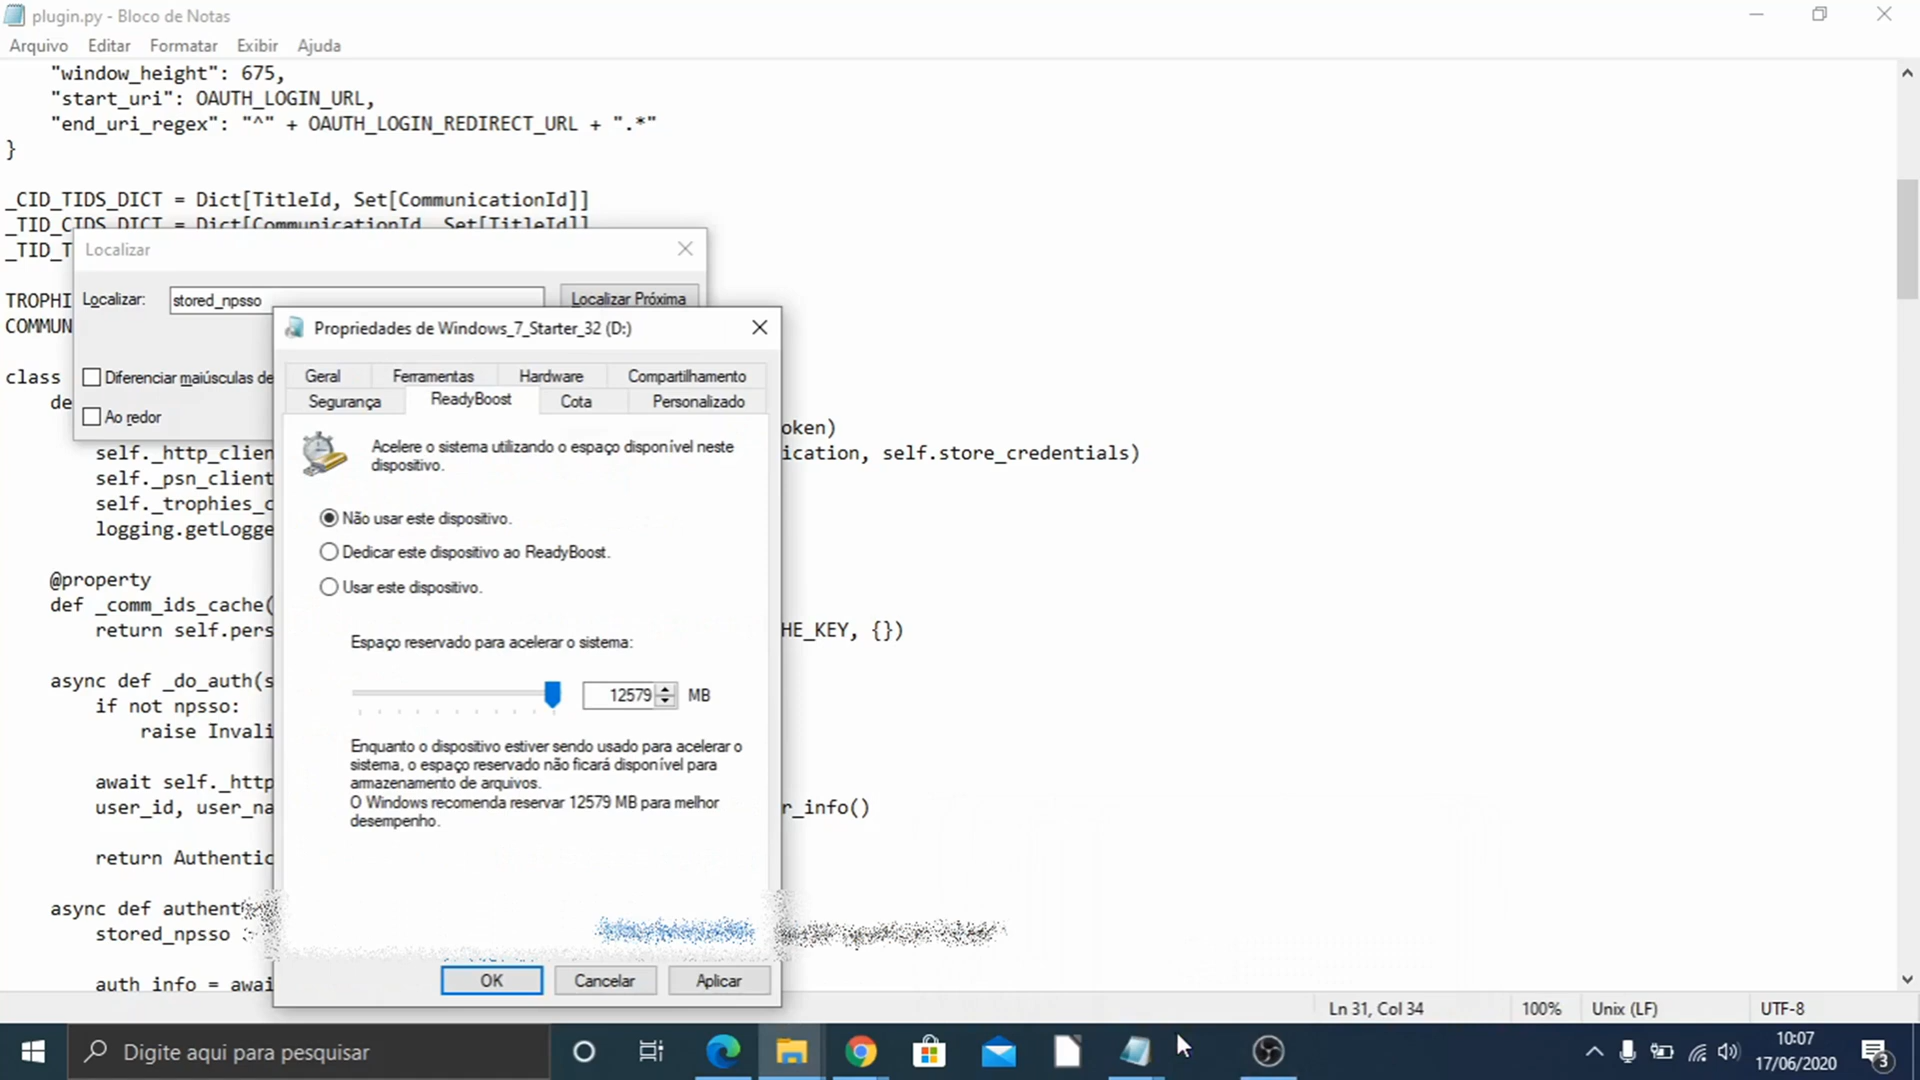 plugin.py - Bloco de Notas
Arquivo Editar Formatar Exibir Ajuda
"window_height": 675,
"start_uri": OAUTH_LOGIN_URL,
"end_uri_regex": "^" + OAUTH_LOGIN_REDIRECT_URL + ".*"
}
_CID_TIDS_DICT = Dict[TitleId, Set[CommunicationId]]
_TID_CIDS_DICT = Dict[CommunicationId, Set[TitleId]]
_TID_T
TROPHI
COMMUN
class
de
oken)
self._http_clien
ication, self.store_credentials)
self._psn_client
self._trophies_c
logging.getLogge
@property
def _comm_ids_cache(
return self.pers
HE_KEY, {})
async def _do_auth(s
if not npsso:
raise Invali
await self._http
user_id, user_na
r_info()
return Authentic
async def authent
stored_npsso
auth_info = awai
Localizar
Localizar: stored_npsso Localizar Próxima
Diferenciar maiúsculas de
Ao redor
Propriedades de Windows_7_Starter_32 (D:)
Geral Ferramentas Hardware Compartilhamento
Segurança ReadyBoost Cota Personalizado
Acelere o sistema utilizando o espaço disponível neste
dispositivo.
Não usar este dispositivo.
Dedicar este dispositivo ao ReadyBoost.
Usar este dispositivo.
Espaço reservado para acelerar o sistema:
12579 MB
Enquanto o dispositivo estiver sendo usado para acelerar o
sistema, o espaço reservado não ficará disponível para
armazenamento de arquivos.
O Windows recomenda reservar 12579 MB para melhor
desempenho.
OK Cancelar Aplicar
Ln 31, Col 34 100% Unix (LF) UTF-8
Digite aqui para pesquisar
10:07
17/06/2020
3